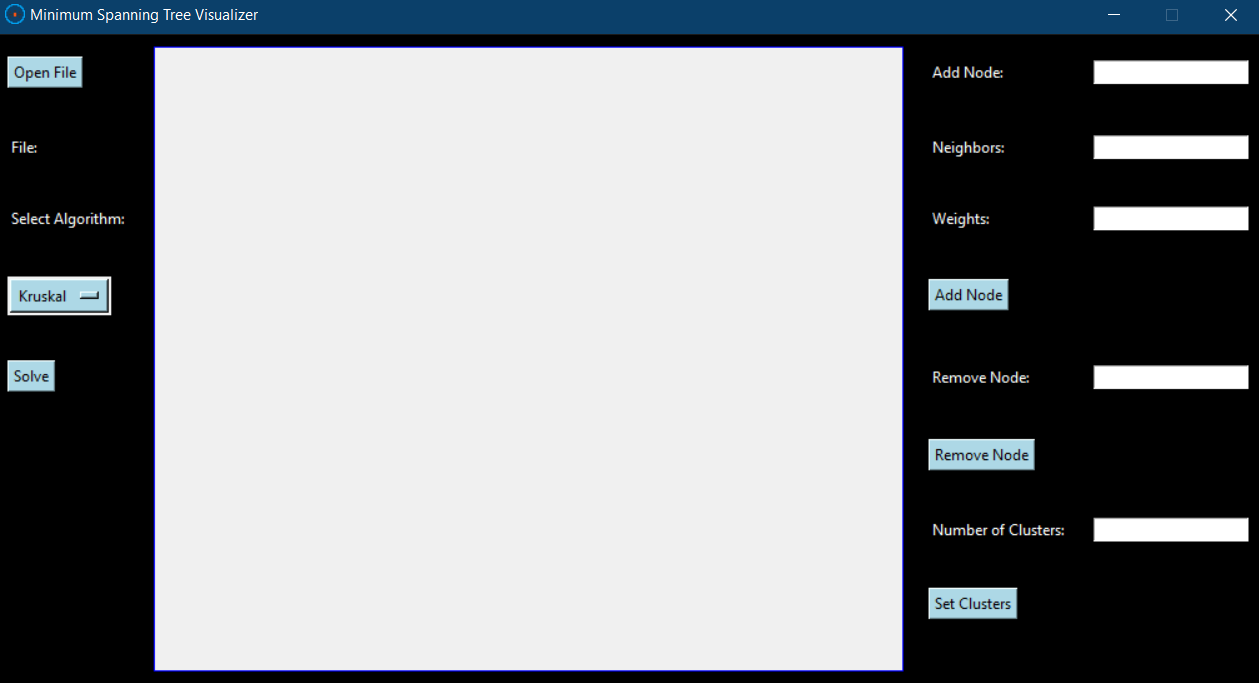 Minimum Spanning Tree Visualizer
Open File
File:
Select Algorithm:
Kruskal
Solve
Add Node:
Neighbors:
Weights:
Add Node
Remove Node:
Remove Node
Number of Clusters:
Set Clusters